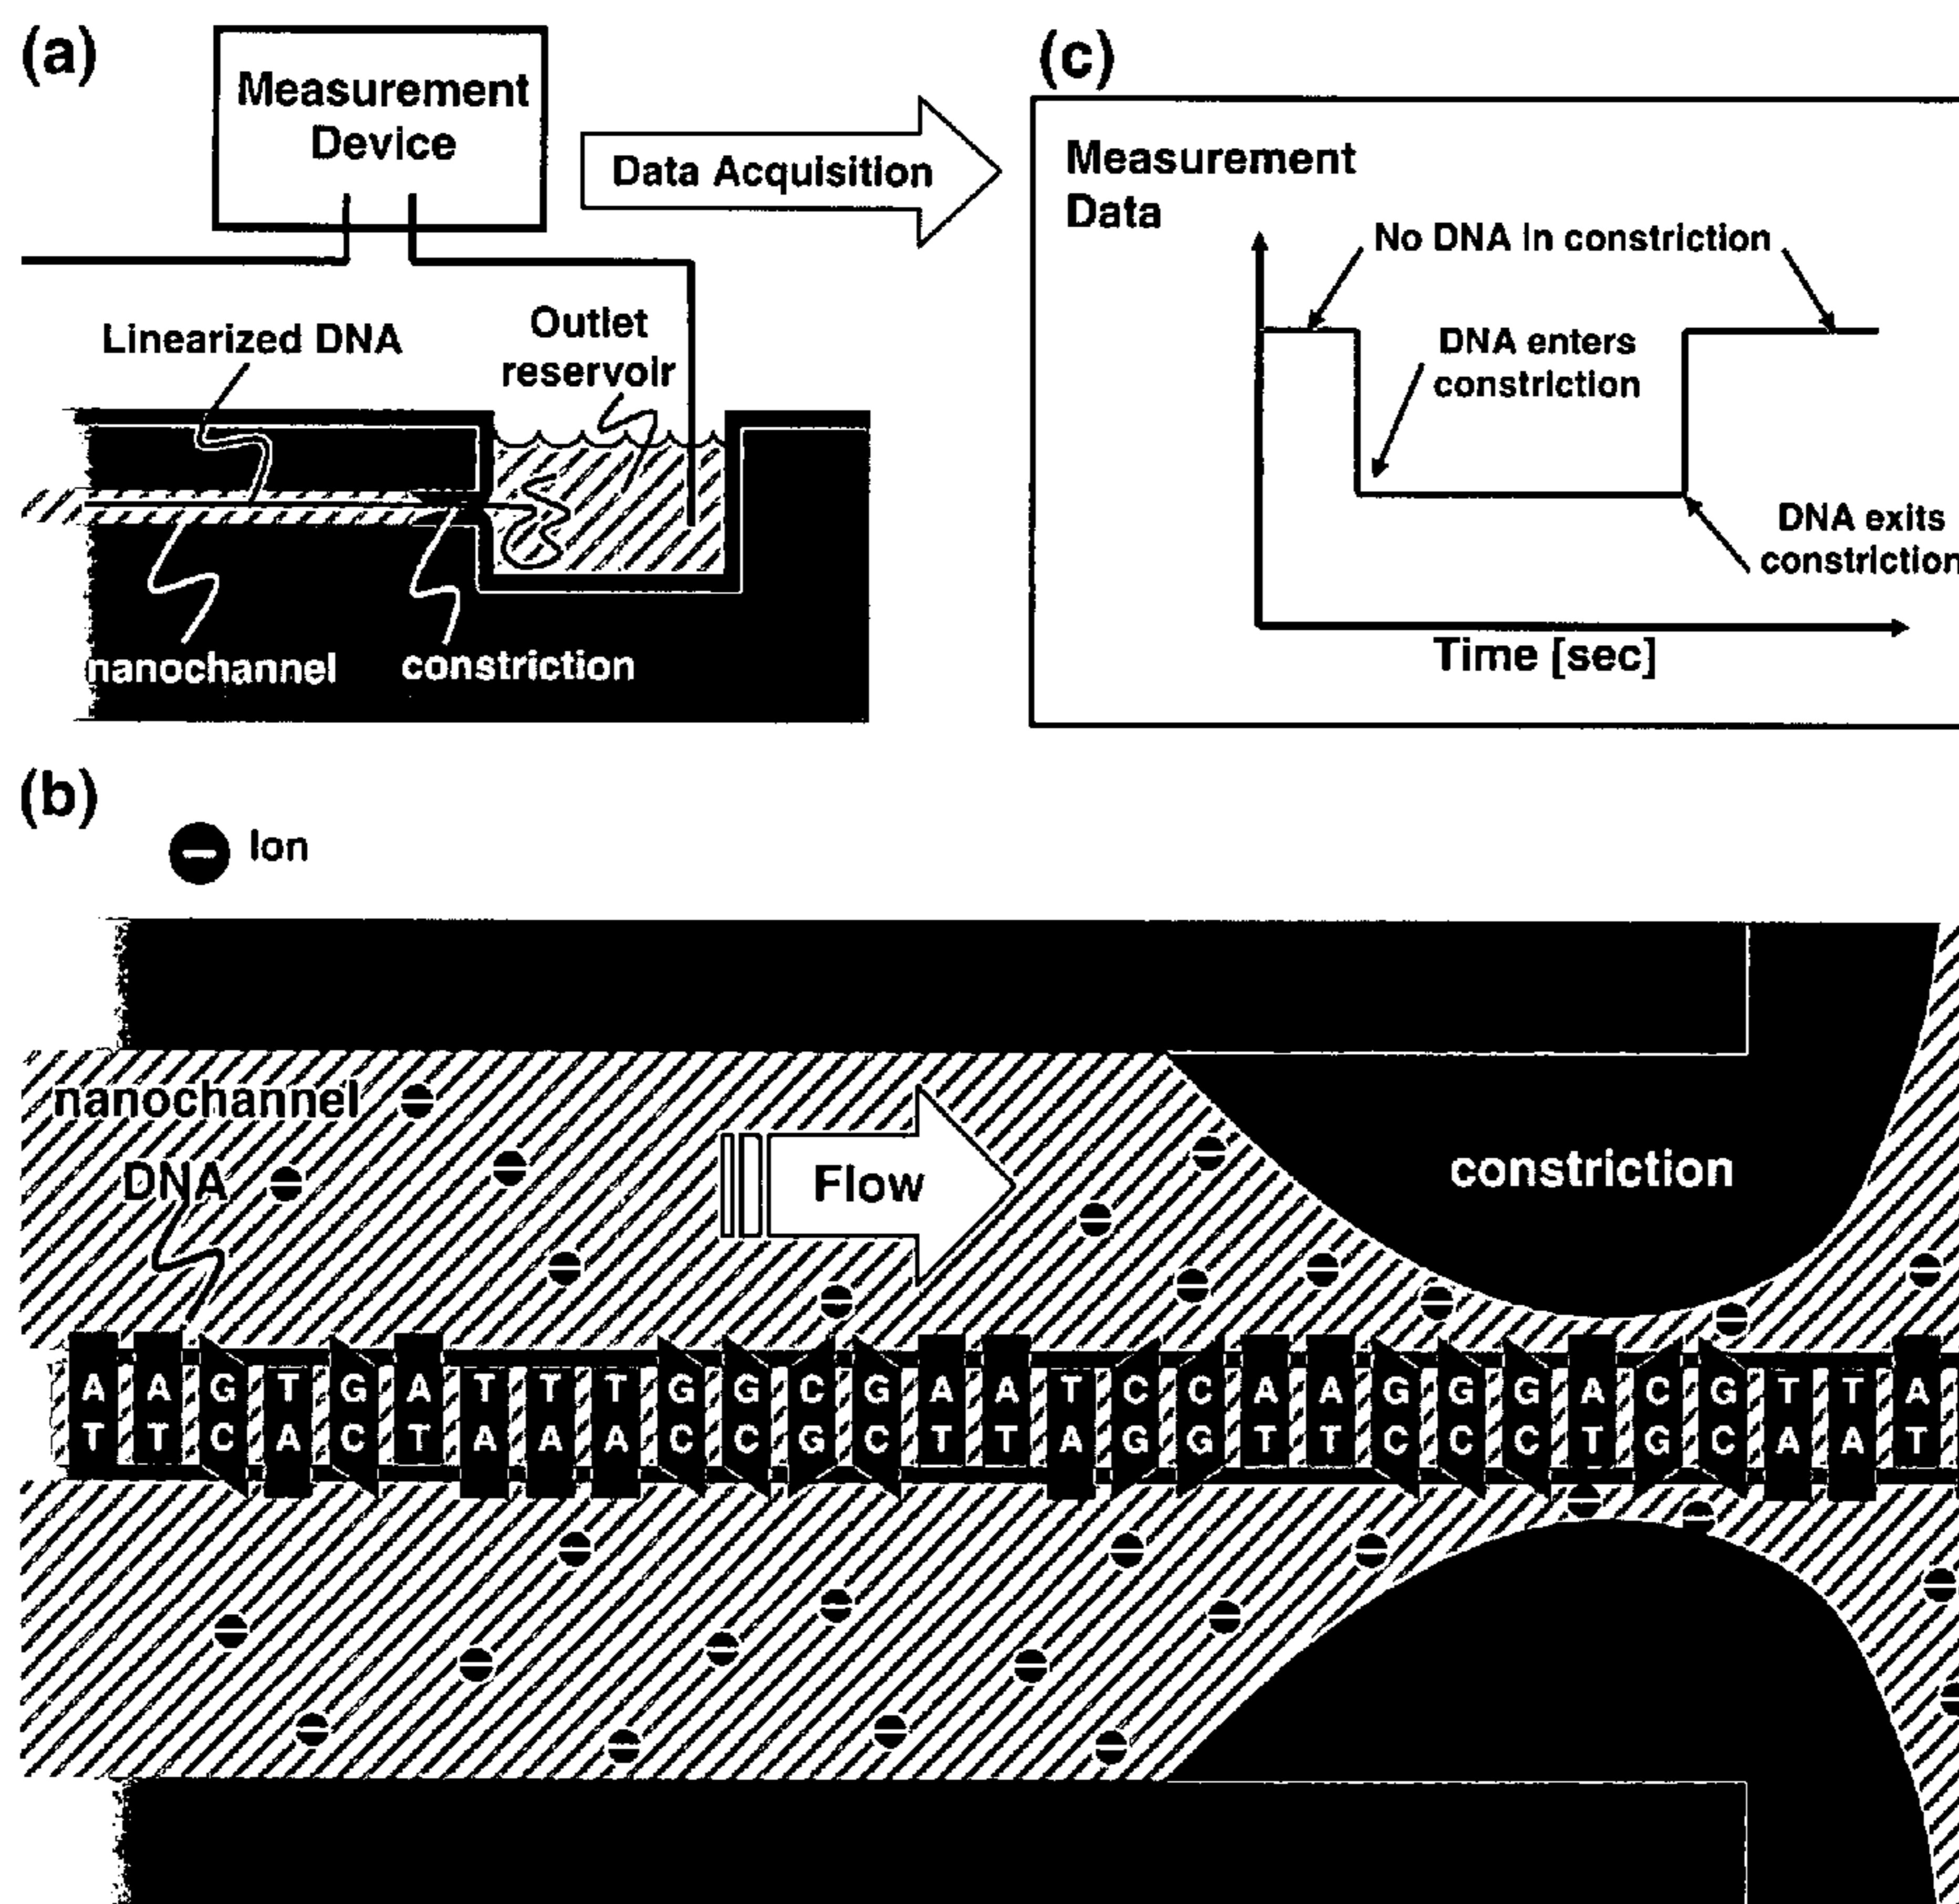 (a)
Measurement
Device
Data Acquisition
Linearized DNA
Outlet
reservoir
nanochannel
constriction
(c)
Measurement
Data
No DNA in constriction
DNA enters
constriction
DNA exits
constriction
Time [sec]
(b)
Ion
nanochannel
DNA
Flow
constriction
A A G T G A T T T G G C G A A T C C A A G G G A C G T T A
T T C A C T A A A C C G C T T A G G T T C C C T G C A A T